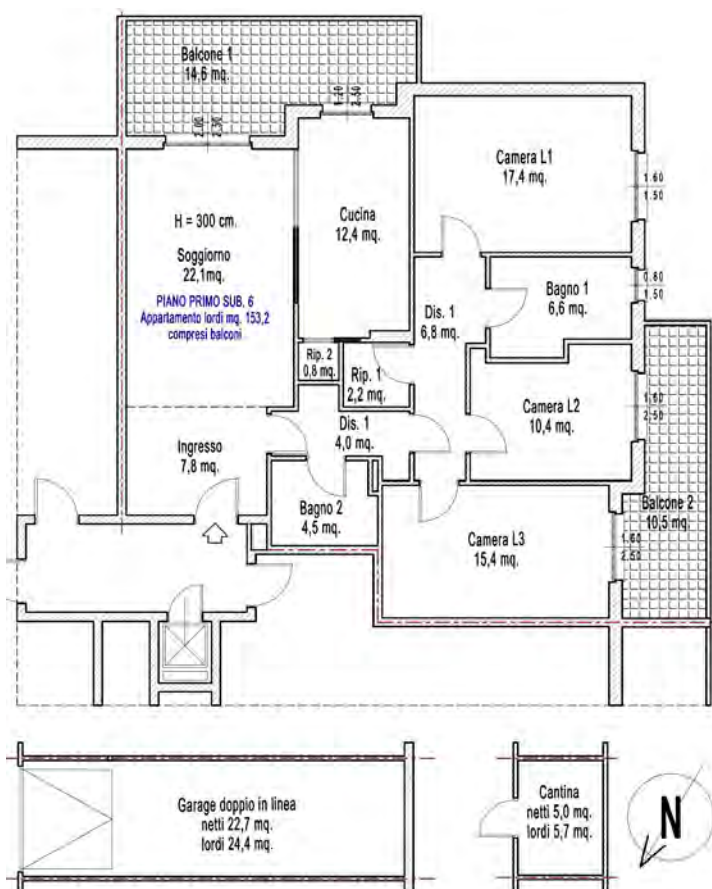 Balcone 1
14,6 mq.
1.20
2.50
2.00
2.30
Camera L1
17,4 mq.
1.60
1.50
H = 300 cm.
Cucina
12,4 mq.
Soggiorno
22,1mq.
PIANO PRIMO SUB. 6
Appartamento lordi mq. 153,2
compresi balconi
Dis. 1
6,8 mq.
Bagno 1
6,6 mq.
0.80
1.50
Rip. 2
0,8 mq.
Rip. 1
2,2 mq.
Camera L2
10,4 mq.
1.60
2.50
Ingresso
7,8 mq.
Dis. 1
4,0 mq.
Bagno 2
4,5 mq.
Camera L3
15,4 mq.
Balcone 2
10,5 mq.
1.60
2.50
Garage doppio in linea
netti 22,7 mq.
lordi 24,4 mq.
Cantina
netti 5,0 mq.
lordi 5,7 mq.
N